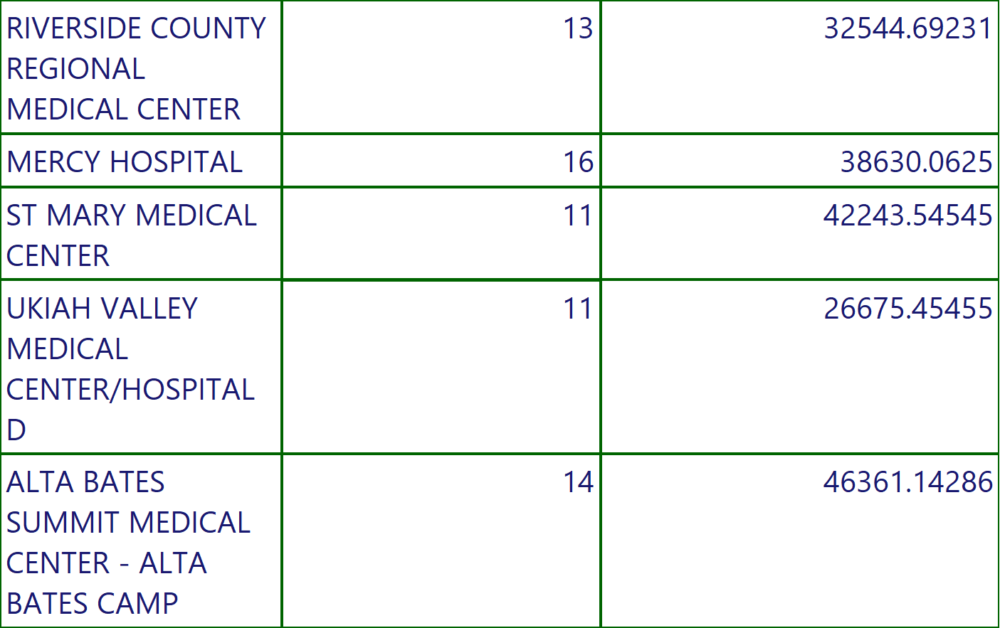 RIVERSIDE COUNTY 13 32544.69231
REGIONAL
MEDICAL CENTER
MERCY HOSPITAL 16 38630.0625
ST MARY MEDICAL 11 42243.54545
CENTER
UKIAH VALLEY 11 26675.45455
MEDICAL
CENTER/HOSPITAL
D
ALTA BATES 14 46361.14286
SUMMIT MEDICAL
CENTER - ALTA
BATES CAMP